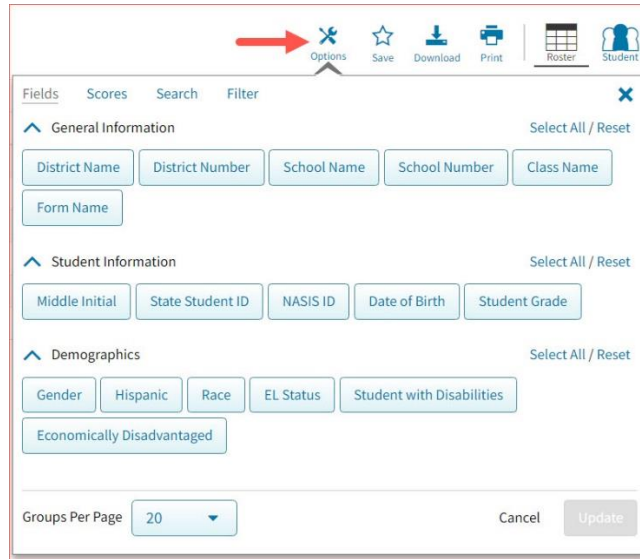 Options Save Download Print Roster Student
Fields Scores Search Filter
General Information Select All / Reset
District Name District Number School Name School Number Class Name
Form Name
Student Information Select All / Reset
Middle Initial State Student ID NASIS ID Date of Birth Student Grade
Demographics Select All / Reset
Gender Hispanic Race EL Status Student with Disabilities
Economically Disadvantaged
Groups Per Page 20 Cancel Update